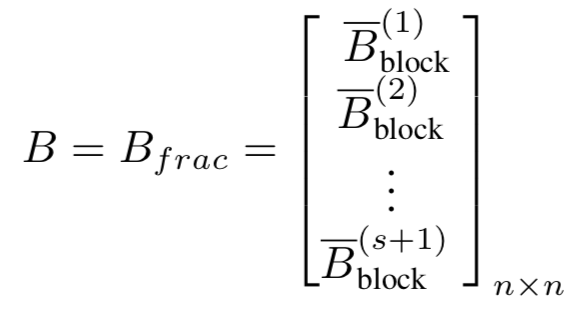 $$B = B_{frac} = \begin{bmatrix} \overline{B}_{\text{block}}^{(1)} \\ \overline{B}_{\text{block}}^{(2)} \\ \vdots \\ \overline{B}_{\text{block}}^{(s+1)} \end{bmatrix}_{n \times n}$$